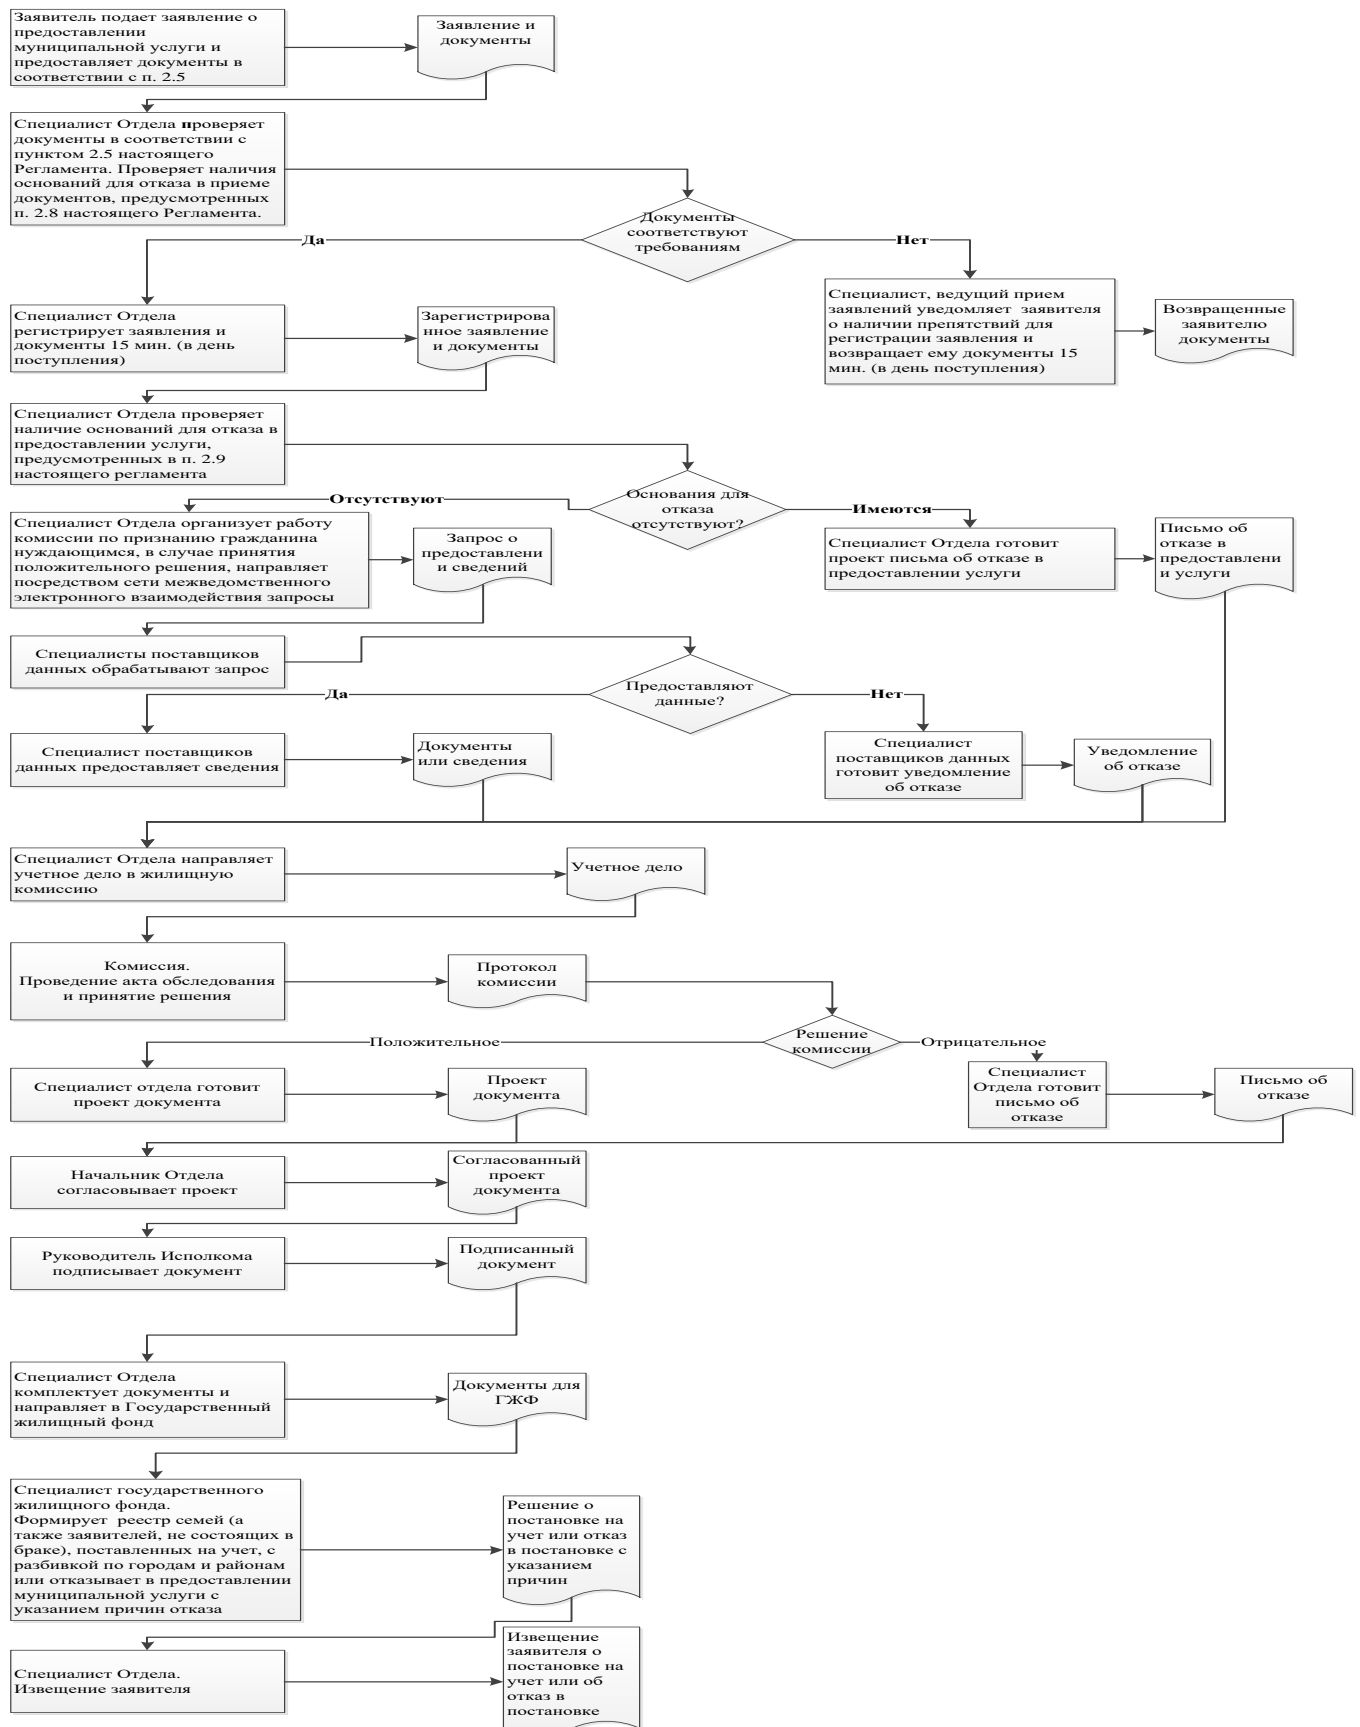 Заявитель подает заявление о
предоставлении
муниципальной услуги и
предоставляет документы в
соответствии с п. 2.5
Заявление и
документы
Специалист Отдела проверяет
документы в соответствии с
пунктом 2.5 настоящего
Регламента. Проверяет наличия
оснований для отказа в приеме
документов, предусмотренных
п. 2.8 настоящего Регламента.
Документы
соответствуют
требованиям
Да
Нет
Специалист Отдела
регистрирует заявления и
документы 15 мин. (в день
поступления)
Зарегистрирова
нное заявление
и документы
Специалист, ведущий прием
заявлений уведомляет заявителя
о наличии препятствий для
регистрации заявления и
возвращает ему документы 15
мин. (в день поступления)
Возвращенные
заявителю
документы
Специалист Отдела проверяет
наличие оснований для отказа в
предоставлении услуги,
предусмотренных в п. 2.9
настоящего регламента
Основания для
отказа
отсутствуют?
Отсутствуют
Имеются
Специалист Отдела организует работу
комиссии по признанию гражданина
нуждающимся, в случае принятия
положительного решения, направляет
посредством сети межведомственного
электронного взаимодействия запросы
Запрос о
предоставлени
и сведений
Специалист Отдела готовит
проект письма об отказе в
предоставлении услуги
Письмо об
отказе в
предоставлени
и услуги
Специалисты поставщиков
данных обрабатывают запрос
Предоставляют
данные?
Да
Нет
Специалист поставщиков
данных предоставляет сведения
Документы
или сведения
Специалист
поставщиков данных
готовит уведомление
об отказе
Уведомление
об отказе
Специалист Отдела направляет
учетное дело в жилищную
комиссию
Учетное дело
Комиссия.
Проведение акта обследования
и принятие решения
Протокол
комиссии
Решение
комиссии
Положительное
Отрицательное
Специалист отдела готовит
проект документа
Проект
документа
Специалист
Отдела готовит
письмо об
отказе
Письмо об
отказе
Начальник Отдела
согласовывает проект
Согласованный
проект
документа
Руководитель Исполкома
подписывает документ
Подписанный
документ
Специалист Отдела
комплектует документы и
направляет в Государственный
жилищный фонд
Документы для
ГЖФ
Специалист государственного
жилищного фонда.
Формирует реестр семей (а
также заявителей, не состоящих в
браке), поставленных на учет, с
разбивкой по городам и районам
или отказывает в предоставлении
муниципальной услуги с
указанием причин отказа
Решение о
постановке на
учет или отказ
в постановке с
указанием
причин
Специалист Отдела.
Извещение заявителя
Извещение
заявителя о
постановке на
учет или об
отказ в
постановке